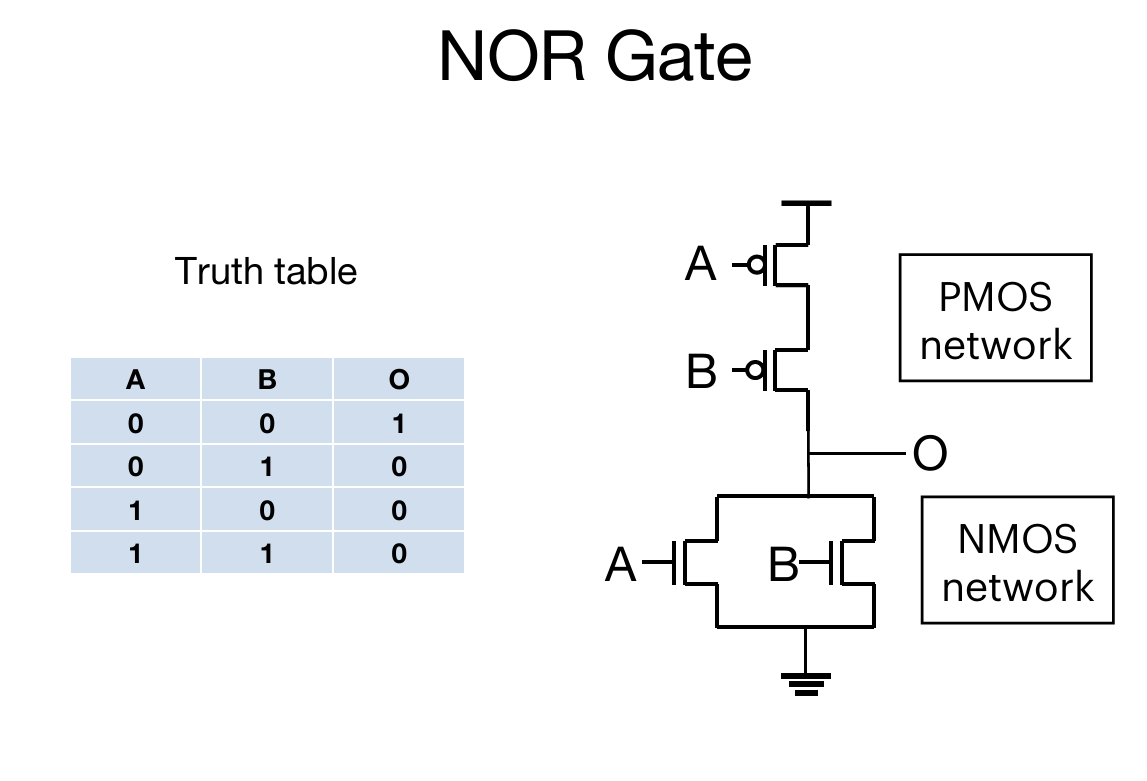 NOR Gate
Truth table
A B O
0 0 1
0 1 0
1 0 0
1 1 0
A
B
O
A
B
PMOS
network
NMOS
network